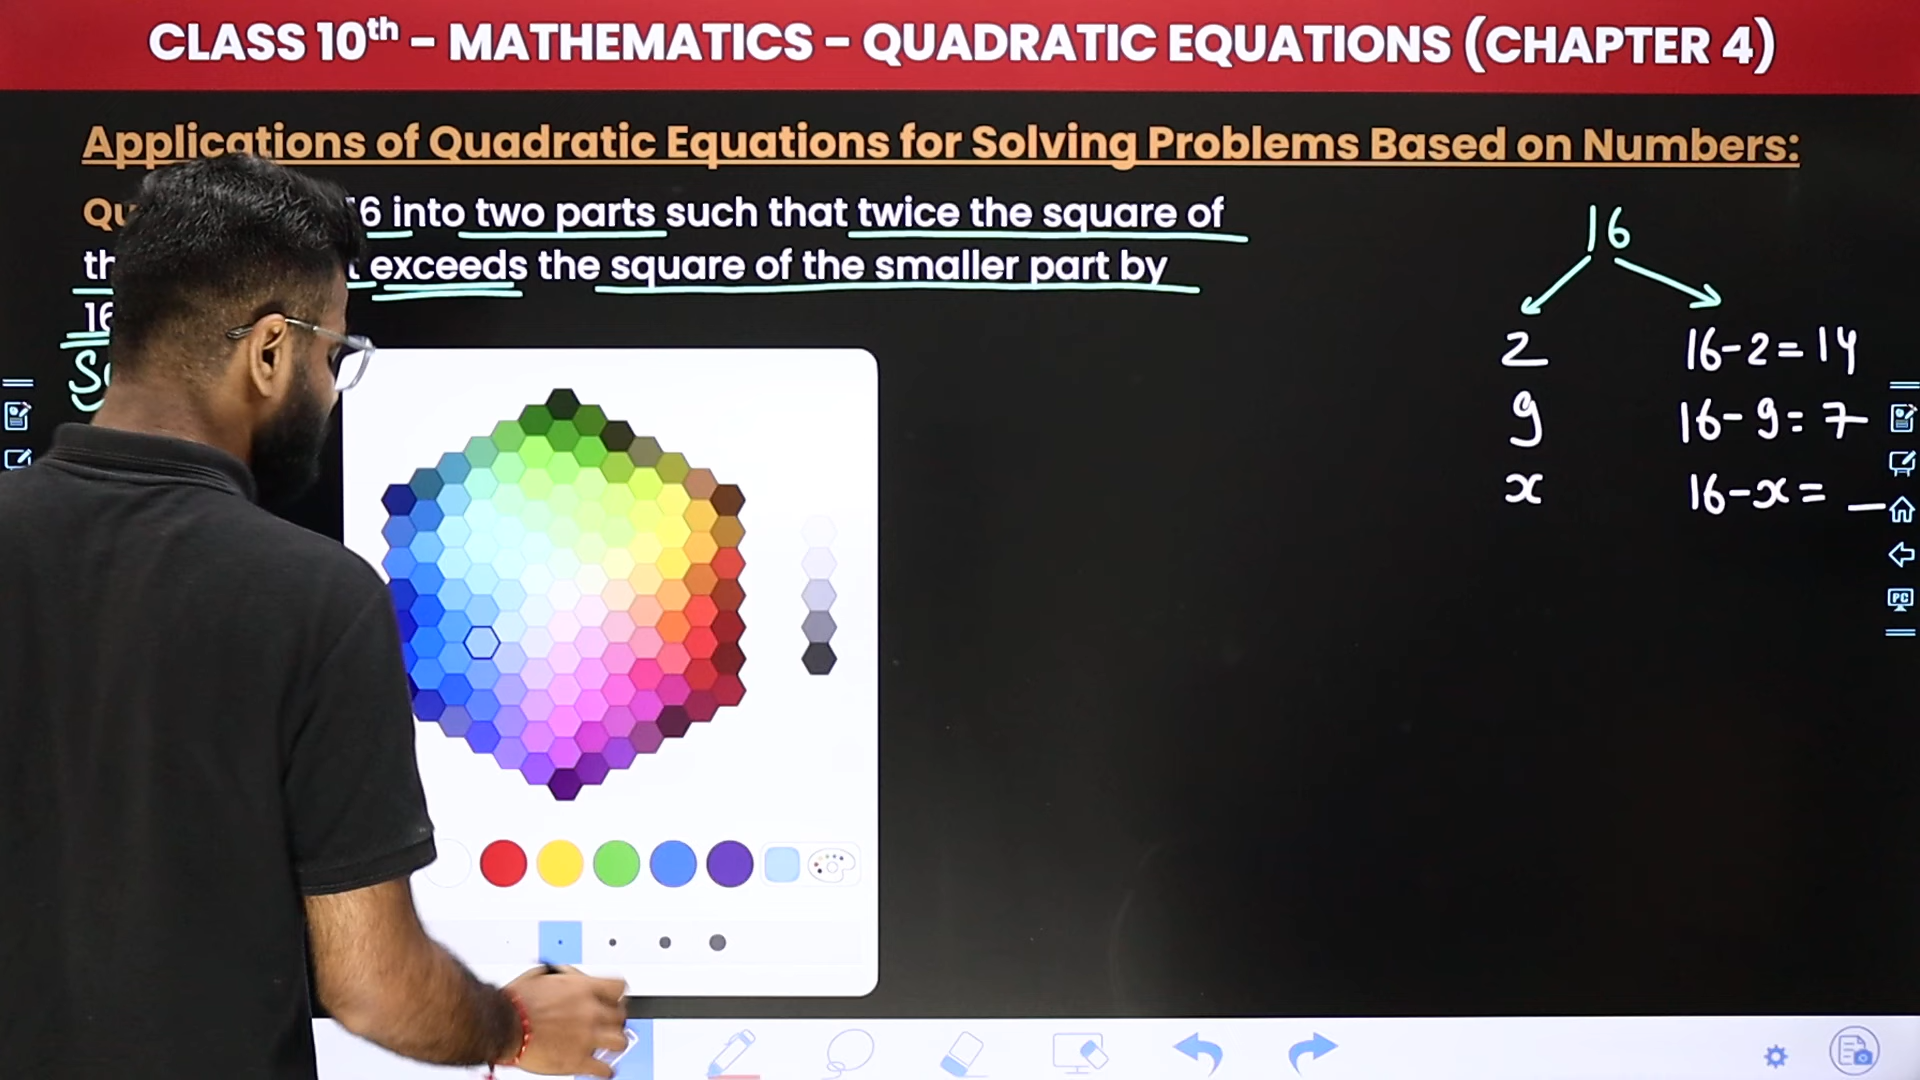 CLASS 10th - MATHEMATICS - QUADRATIC EQUATIONS (CHAPTER 4)
Applications of Quadratic Equations for Solving Problems Based on Numbers:
16 into two parts such that twice the square of
exceeds the square of the smaller part by
16
2 16-2=14
9 16-9=7
x 16-x= _
PC